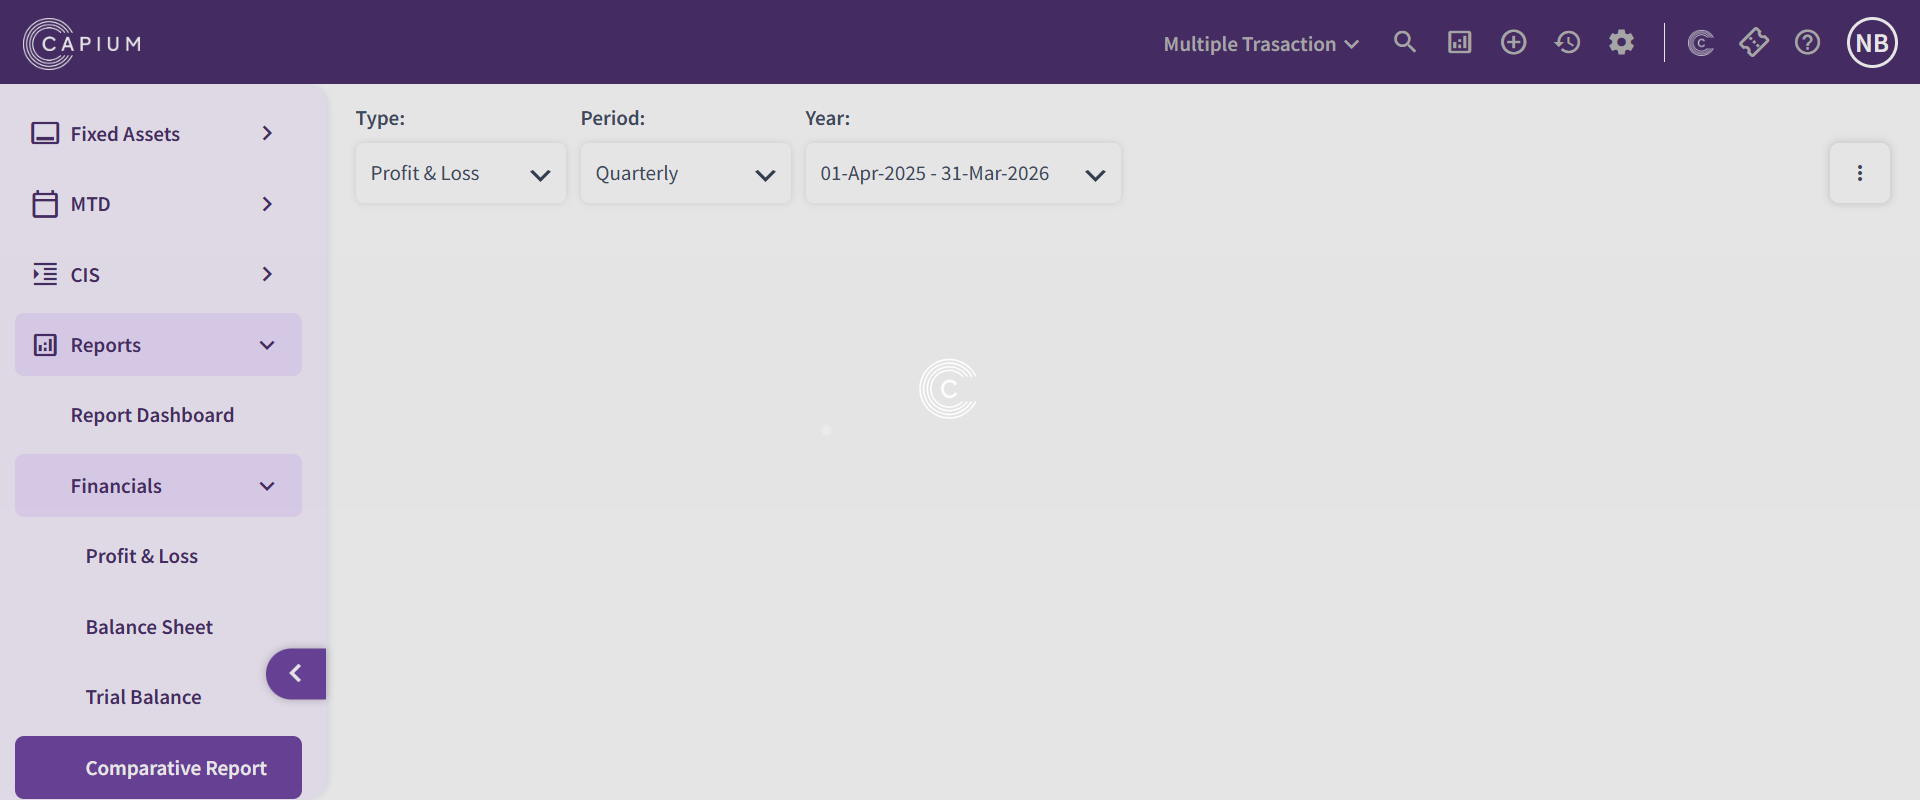 CAPIUM
Multiple Trasaction
NB
Fixed Assets
MTD
CIS
Reports
Report Dashboard
Financials
Profit & Loss
Balance Sheet
Trial Balance
Comparative Report
Type:
Period:
Year:
Profit & Loss
Quarterly
01-Apr-2025 - 31-Mar-2026
C